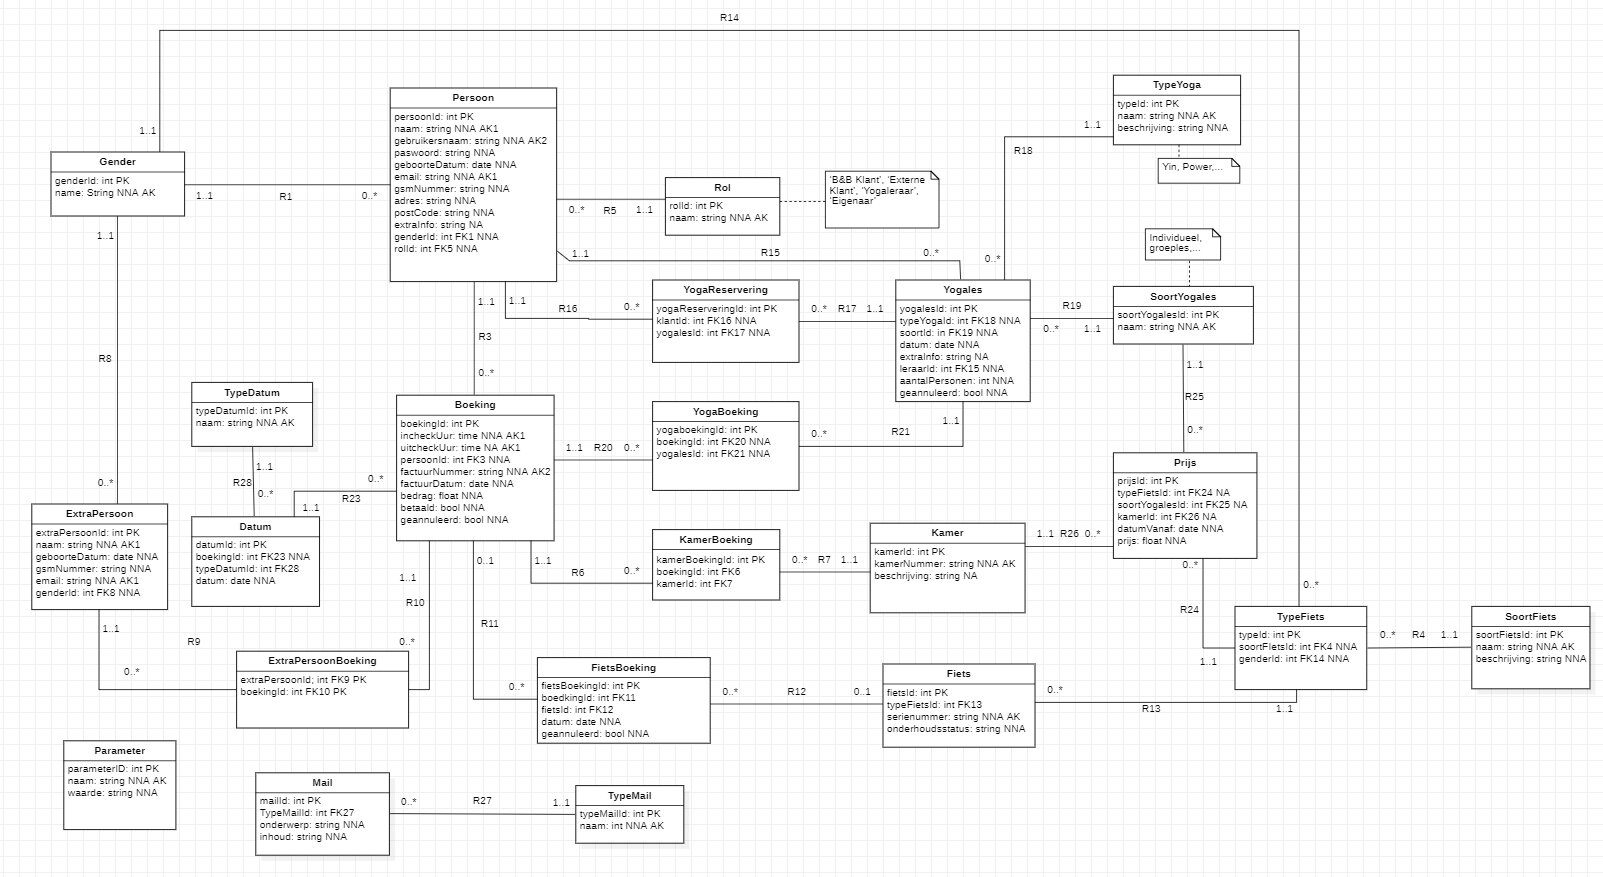 R14
TypeYoga
typeId: int PK
naam: string NNA AK
beschrijving: string NNA
Yin, Power,...
1..1
R18
0..*
Persoon
persoonId: int PK
naam: string NNA AK1
gebruikersnaam: string NNA AK2
paswoord: string NNA
geboorteDatum: date NNA
email: string NNA AK1
gsmNummer: string NNA
adres: string NNA
postCode: string NNA
extraInfo: string NA
genderId: int FK1 NNA
rolId: int FK5 NNA
1..1
Gender
genderId: int PK
name: String NNA AK
1..1
R1
0..*
1..1
R8
0..*
Rol
rolId: int PK
naam: string NNA AK
0..*
R5
1..1
'B&B Klant', 'Externe
Klant', 'Yogaleraar',
'Eigenaar'
Individueel,
groeples,...
1..1
R15
0..*
1..1
R16
0..*
1..1
R3
0..*
YogaReservering
yogaReserveringId: int PK
klantId: int FK16 NNA
yogalesId: int FK17 NNA
0..*
R17
1..1
Yogales
yogalesId: int PK
typeYogaId: int FK18 NNA
soortId: in FK19 NNA
datum: date NNA
extraInfo: string NA
leraarId: int FK15 NNA
aantalPersonen: int NNA
geannuleerd: bool NNA
R19
0..*
1..1
SoortYogales
soortYogalesId: int PK
naam: string NNA AK
1..1
R25
0..*
TypeDatum
typeDatumId: int PK
naam: string NNA AK
1..1
R28
0..*
Boeking
boekingId: int PK
incheckUur: time NNA AK1
uitcheckUur: time NA AK1
persoonId: int FK3 NNA
factuurNummer: string NNA AK2
factuurDatum: date NNA
bedrag: float NNA
betaald: bool NNA
geannuleerd: bool NNA
0..*
R23
1..1
YogaBoeking
yogaboekingId: int PK
boekingId: int FK20 NNA
yogalesId: int FK21 NNA
1..1
R20
0..*
0..*
R21
1..1
Prijs
prijsId: int PK
typeFietsId: int FK24 NA
soortYogalesId: int FK25 NA
kamerId: int FK26 NA
datumVanaf: date NNA
prijs: float NNA
ExtraPersoon
extraPersoonId: int PK
naam: string NNA AK1
geboorteDatum: date NNA
gsmNummer: string NNA
email: string NNA AK1
genderId: int FK8 NNA
Datum
datumId: int PK
boekingId: int FK23 NNA
typeDatumId: int FK28
datum: date NNA
KamerBoeking
kamerBoekingId: int PK
boekingId: int FK6
kamerId: int FK7
1..1
R6
0..*
0..*
R7
1..1
Kamer
kamerId: int PK
kamerNummer: string NNA AK
beschrijving: string NA
1..1
R26
0..*
0..*
R24
1..1
0..*
0..1
R11
0..*
1..1
R10
0..*
1..1
R9
0..*
ExtraPersoonBoeking
extraPersoonId; int FK9 PK
boekingId: int FK10 PK
FietsBoeking
fietsBoekingId: int PK
boedkingId: int FK11
fietsId: int FK12
datum: date NNA
geannuleerd: bool NNA
0..*
R12
0..1
Fiets
fietsId: int PK
typeFietsId: int FK13
serienummer: string NNA AK
onderhoudsstatus: string NNA
0..*
R13
1..1
TypeFiets
typeId: int PK
soortFIetsId: int FK4 NNA
genderId: int FK14 NNA
0..*
R4
1..1
SoortFiets
soortFietsId: int PK
naam: string NNA AK
beschrijving: string NNA
Parameter
parameterID: int PK
naam: string NNA AK
waarde: string NNA
Mail
mailId: int PK
TypeMailId: int FK27
onderwerp: string NNA
inhoud: string NNA
0..*
R27
1..1
TypeMail
typeMailId: int PK
naam: int NNA AK